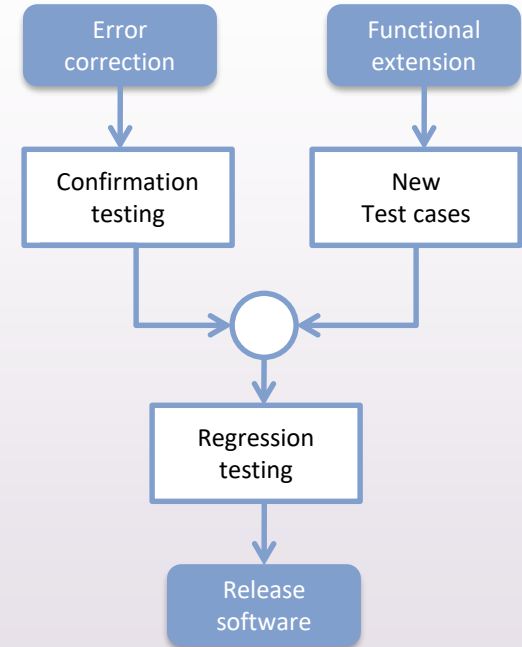 Error
correction
Functional
extension
Confirmation
testing
New
Test cases
Regression
testing
Release
software